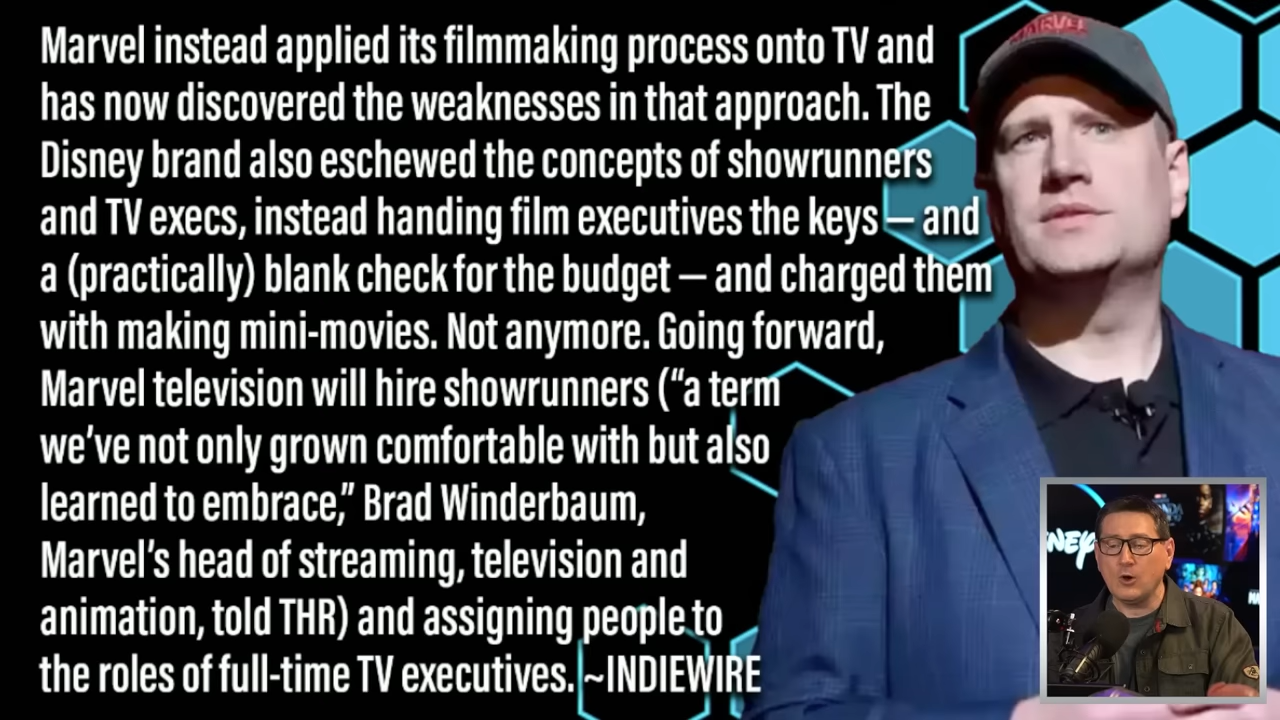 Marvel instead applied its filmmaking process onto TV and
has now discovered the weaknesses in that approach. The
Disney brand also eschewed the concepts of showrunners
and TV execs, instead handing film executives the keys — and
a (practically) blank check for the budget — and charged them
with making mini-movies. Not anymore. Going forward,
Marvel television will hire showrunners (“a term
we’ve not only grown comfortable with but also
learned to embrace,” Brad Winderbaum,
Marvel’s head of streaming, television and
animation, told THR) and assigning people to
the roles of full-time TV executives. ~INDIEWIRE
MARVEL